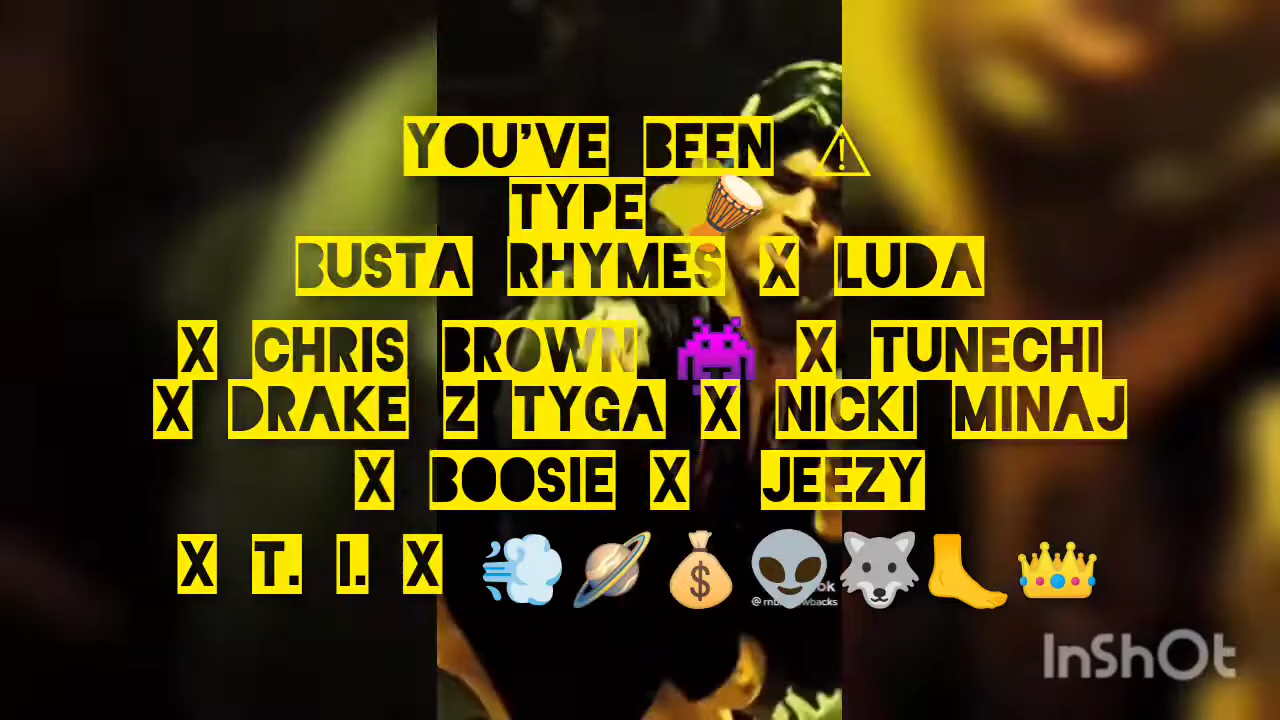 YOU'VE BEEN ⚠
TYPE 🪘
BUSTA RHYMES X LUDA
X CHRIS BROWN 👾 X TUNECHI
X DRAKE Z TYGA X NICKI MINAJ
X BOOSIE X JEEZY
X T. I. X 💨🪐💰👽🐺🦶👑
InShOt